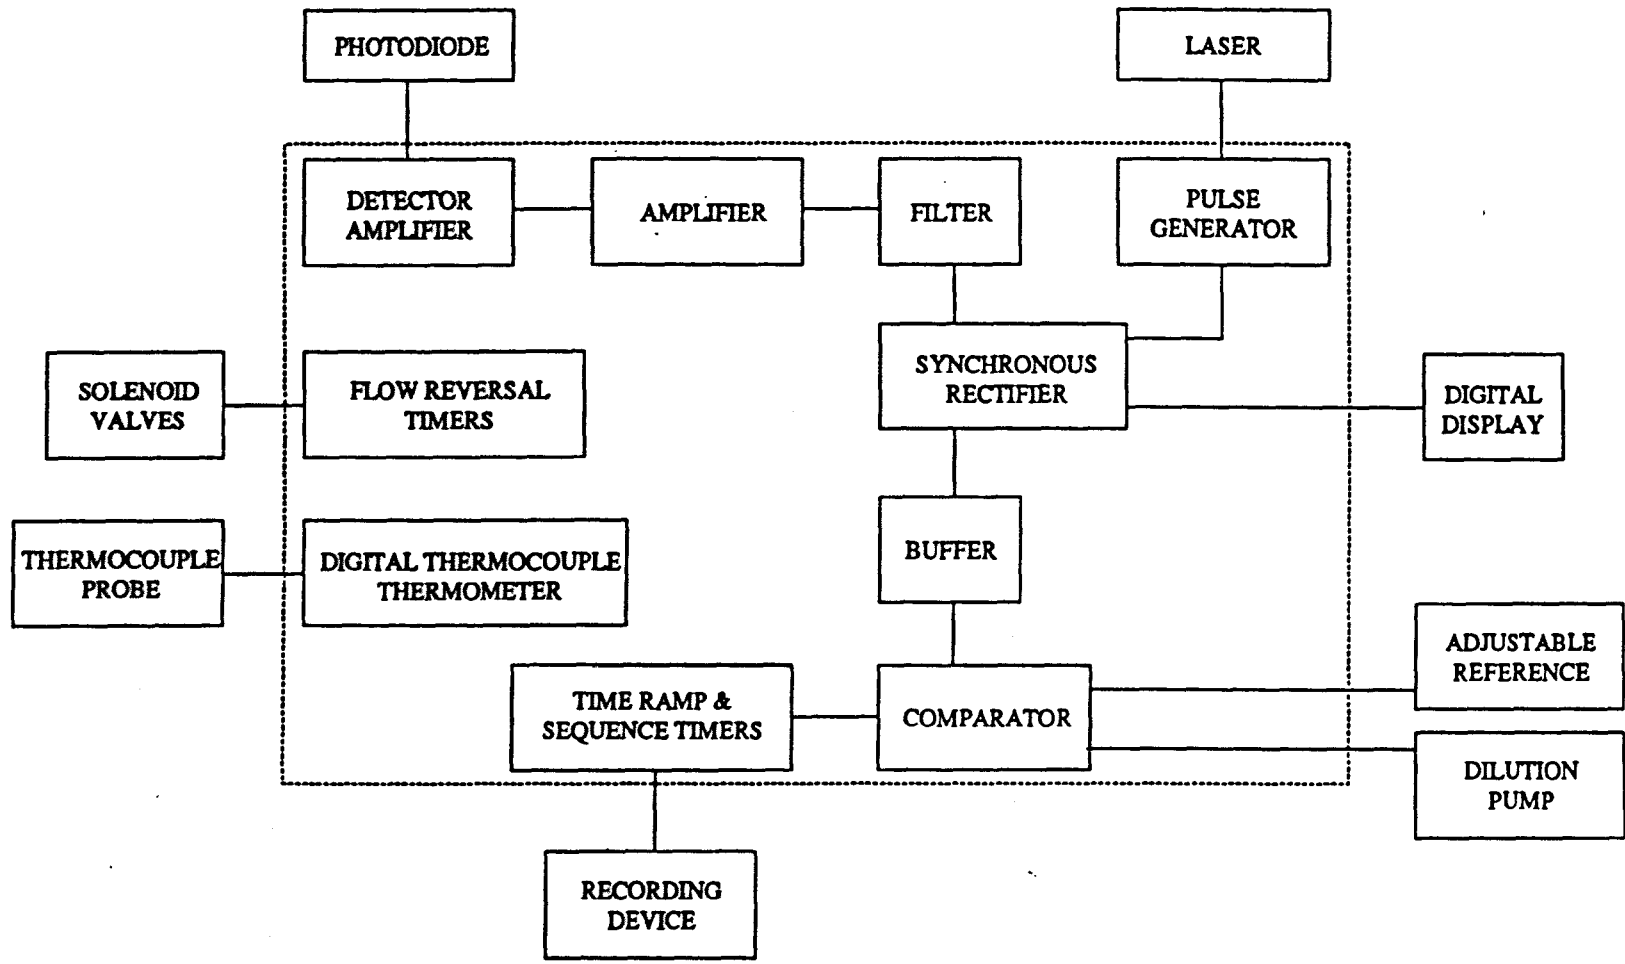 PHOTODIODE
LASER
DETECTOR
AMPLIFIER
AMPLIFIER
FILTER
PULSE
GENERATOR
SYNCHRONOUS
RECTIFIER
SOLENOID
VALVES
FLOW REVERSAL
TIMERS
DIGITAL
DISPLAY
THERMOCOUPLE
PROBE
DIGITAL THERMOCOUPLE
THERMOMETER
BUFFER
ADJUSTABLE
REFERENCE
TIME RAMP &
SEQUENCE TIMERS
COMPARATOR
DILUTION
PUMP
RECORDING
DEVICE